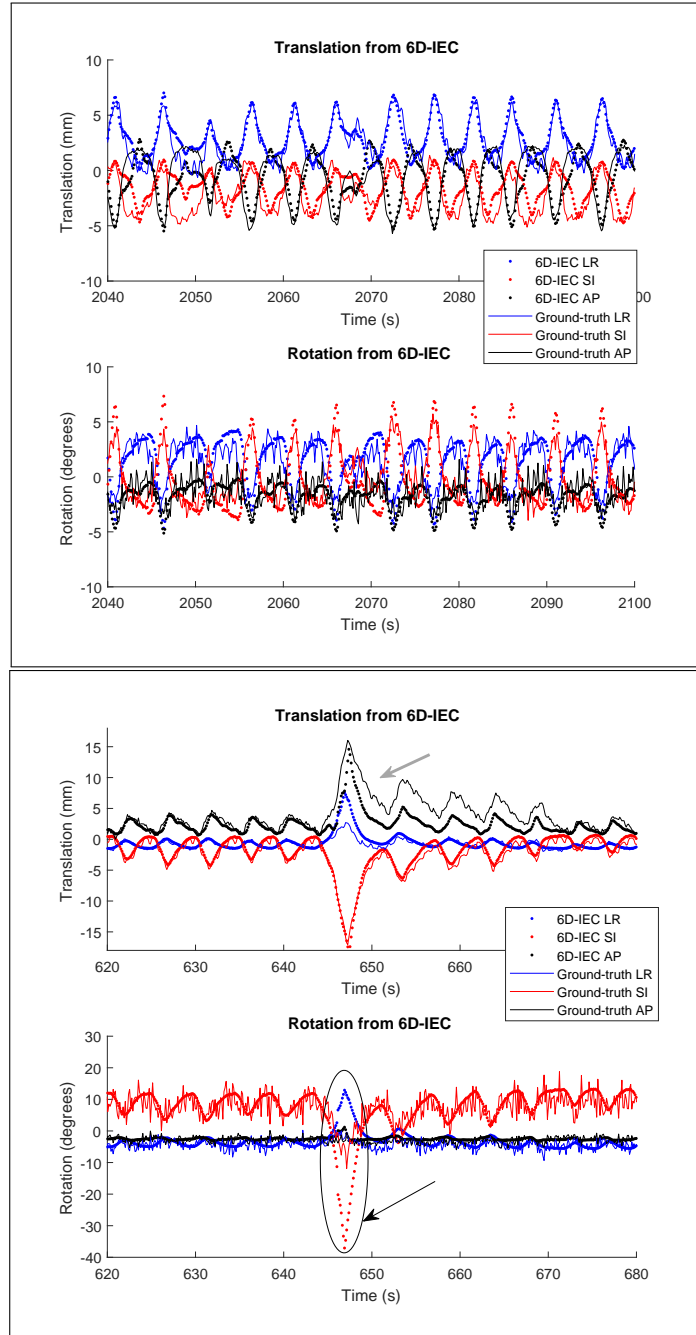 Translation from 6D-IEC
10
5
0
-5
-10
Translation (mm)
2040 2050 2060 2070 2080 00
Time (s)
6D-IEC LR
6D-IEC SI
6D-IEC AP
Ground-truth LR
Ground-truth SI
Ground-truth AP
Rotation from 6D-IEC
10
5
0
-5
-10
Rotation (degrees)
2040 2050 2060 2070 2080 2090 2100
Time (s)
Translation from 6D-IEC
15
10
5
0
-5
-10
-15
Translation (mm)
620 630 640 650 660
Time (s)
6D-IEC LR
6D-IEC SI
6D-IEC AP
Ground-truth LR
Ground-truth SI
Ground-truth AP
Rotation from 6D-IEC
30
20
10
0
-10
-20
-30
-40
Rotation (degrees)
620 630 640 650 660 670 680
Time (s)